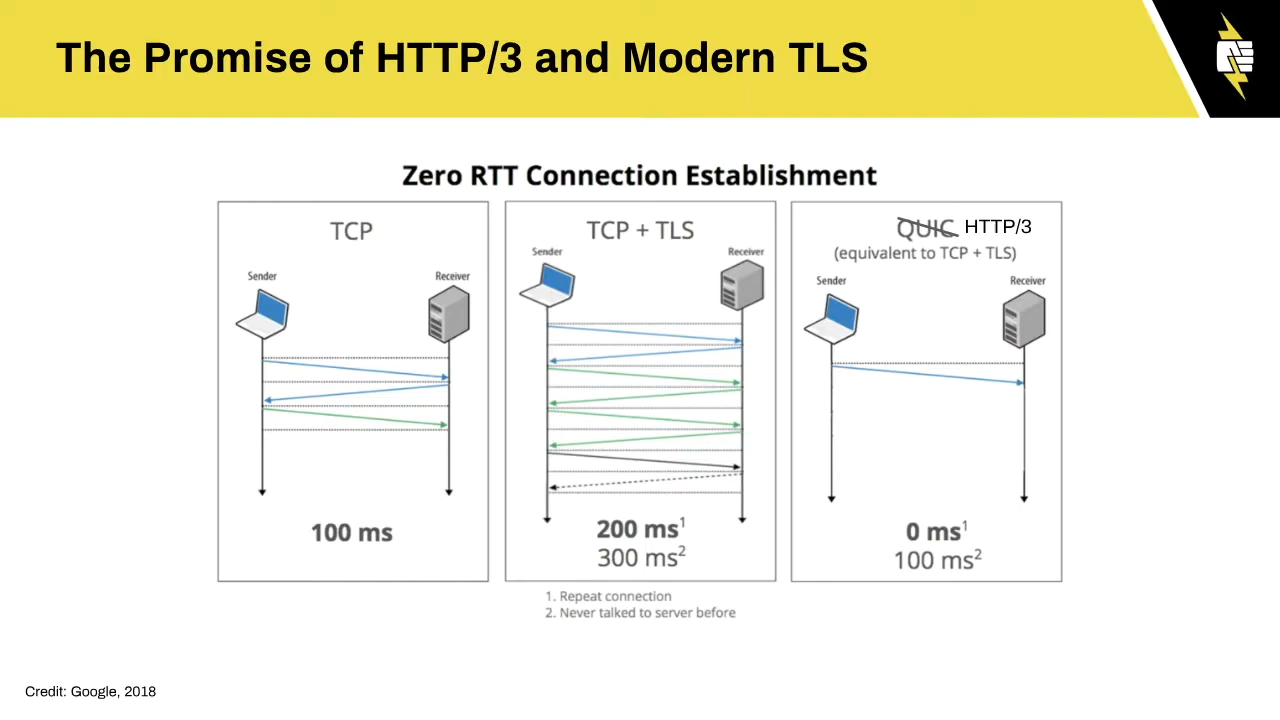 The Promise of HTTP/3 and Modern TLS
Zero RTT Connection Establishment
TCP
Sender
Receiver
100 ms
TCP + TLS
Sender
Receiver
200 ms¹
300 ms²
QUIC HTTP/3
(equivalent to TCP + TLS)
Sender
Receiver
0 ms¹
100 ms²
1. Repeat connection
2. Never talked to server before
Credit: Google, 2018